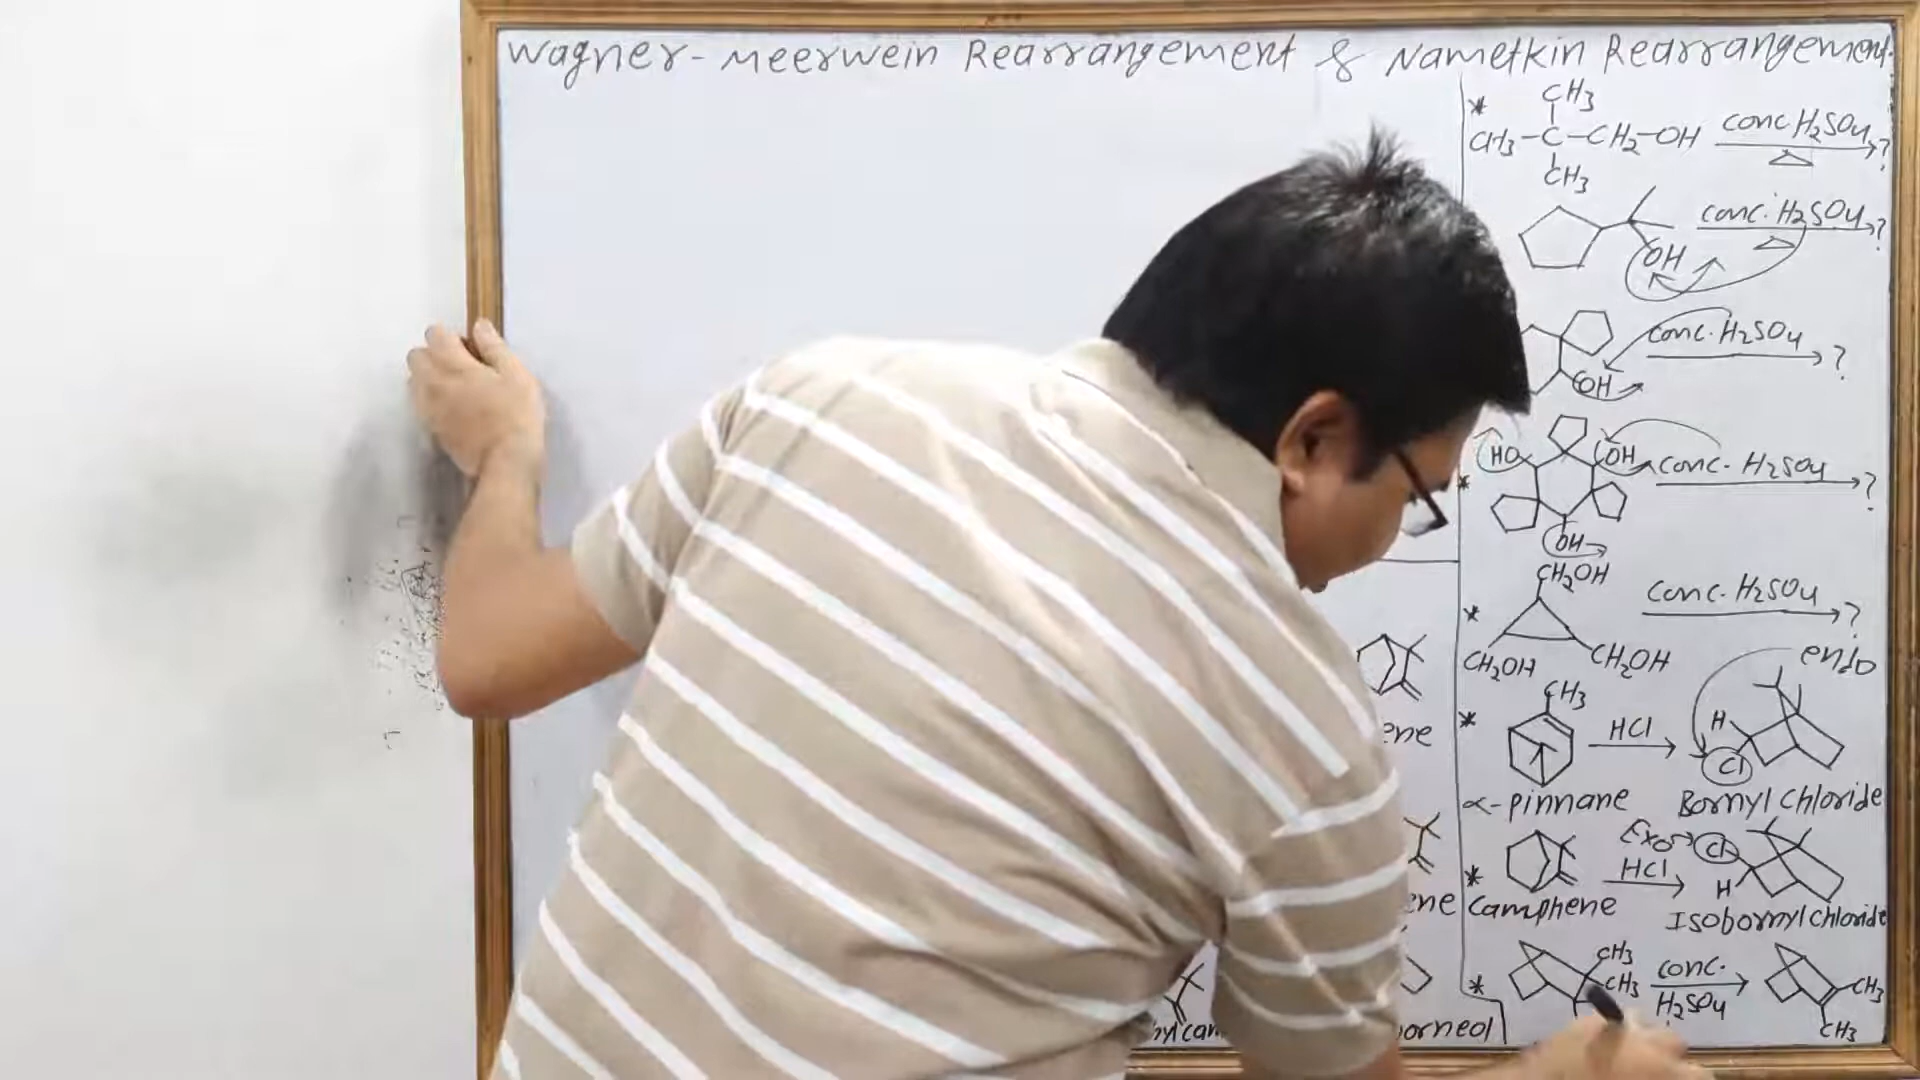 Wagner-Meerwein Rearrangement & Nametkin Rearrangement
CH3
* CH3-C-CH2-OH conc H2SO4 △ ?
CH3
OH conc. H2SO4 △ ?
OH conc. H2SO4 ?
* HO OH conc. H2SO4 ?
OH
CH2OH
* CH2OH CH2OH conc. H2SO4 ?
endo
CH3
* HCl H Cl
α-pinnane Bornyl chloride
Exo Cl
* HCl H
camphene Isobornyl chloride
CH3
* CH3 conc. H2SO4 CH3
CH3
ene
ene
orneol